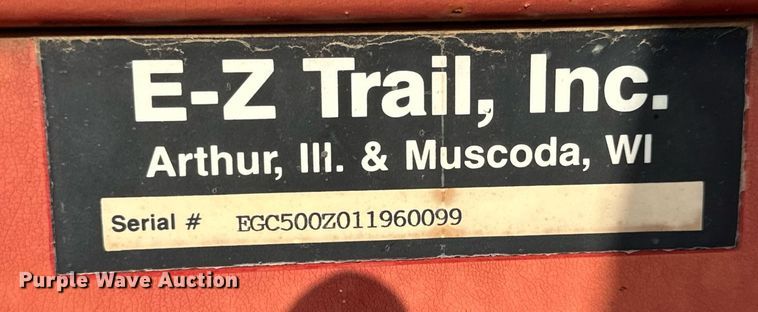 E-Z Trail, Inc.
Arthur, Ill. & Muscoda, WI
Serial # EGC500Z011960099
Purple Wave Auction